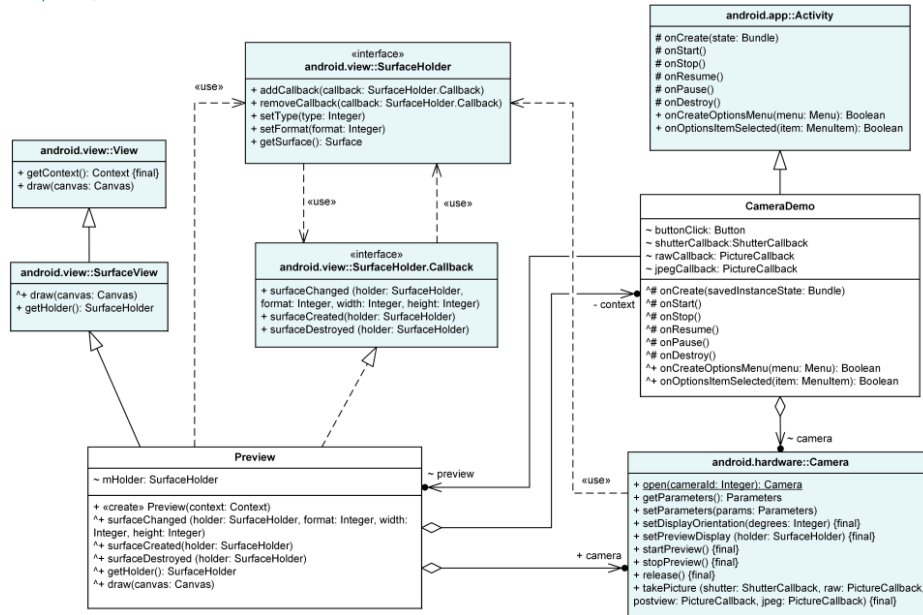 android.app::Activity
# onCreate(state: Bundle)
# onStart()
# onStop()
# onResume()
# onPause()
# onDestroy()
+ onCreateOptionsMenu(menu: Menu): Boolean
+ onOptionsItemSelected(item: MenuItem): Boolean
«interface»
android.view::SurfaceHolder
+ addCallback(callback: SurfaceHolder.Callback)
+ removeCallback(callback: SurfaceHolder.Callback)
+ setType(type: Integer)
+ setFormat(format: Integer)
+ getSurface(): Surface
«use»
android.view::View
+ getContext(): Context {final}
+ draw(canvas: Canvas)
«use»
«use»
CameraDemo
~ buttonClick: Button
~ shutterCallback:ShutterCallback
~ rawCallback: PictureCallback
~ jpegCallback: PictureCallback
^# onCreate(savedInstanceState: Bundle)
^# onStart()
^# onStop()
^# onResume()
^# onPause()
^# onDestroy()
^+ onCreateOptionsMenu(menu: Menu): Boolean
^+ onOptionsItemSelected(item: MenuItem): Boolean
«interface»
android.view::SurfaceHolder.Callback
+ surfaceChanged (holder: SurfaceHolder,
format: Integer, width: Integer, height: Integer)
+ surfaceCreated(holder: SurfaceHolder)
+ surfaceDestroyed (holder: SurfaceHolder)
android.view::SurfaceView
^+ draw(canvas: Canvas)
+ getHolder(): SurfaceHolder
- context
~ camera
Preview
~ mHolder: SurfaceHolder
+ «create» Preview(context: Context)
^+ surfaceChanged (holder: SurfaceHolder, format: Integer, width:
Integer, height: Integer)
^+ surfaceCreated(holder: SurfaceHolder)
^+ surfaceDestroyed (holder: SurfaceHolder)
^+ getHolder(): SurfaceHolder
^+ draw(canvas: Canvas)
~ preview
«use»
+ camera
android.hardware::Camera
+ open(cameraId: Integer): Camera
+ getParameters(): Parameters
+ setParameters(params: Parameters)
+ setDisplayOrientation(degrees: Integer) {final}
+ setPreviewDisplay (holder: SurfaceHolder) {final}
+ startPreview() {final}
+ stopPreview() {final}
+ release() {final}
+ takePicture (shutter: ShutterCallback, raw: PictureCallback,
postview: PictureCallback, jpeg: PictureCallback) {final}